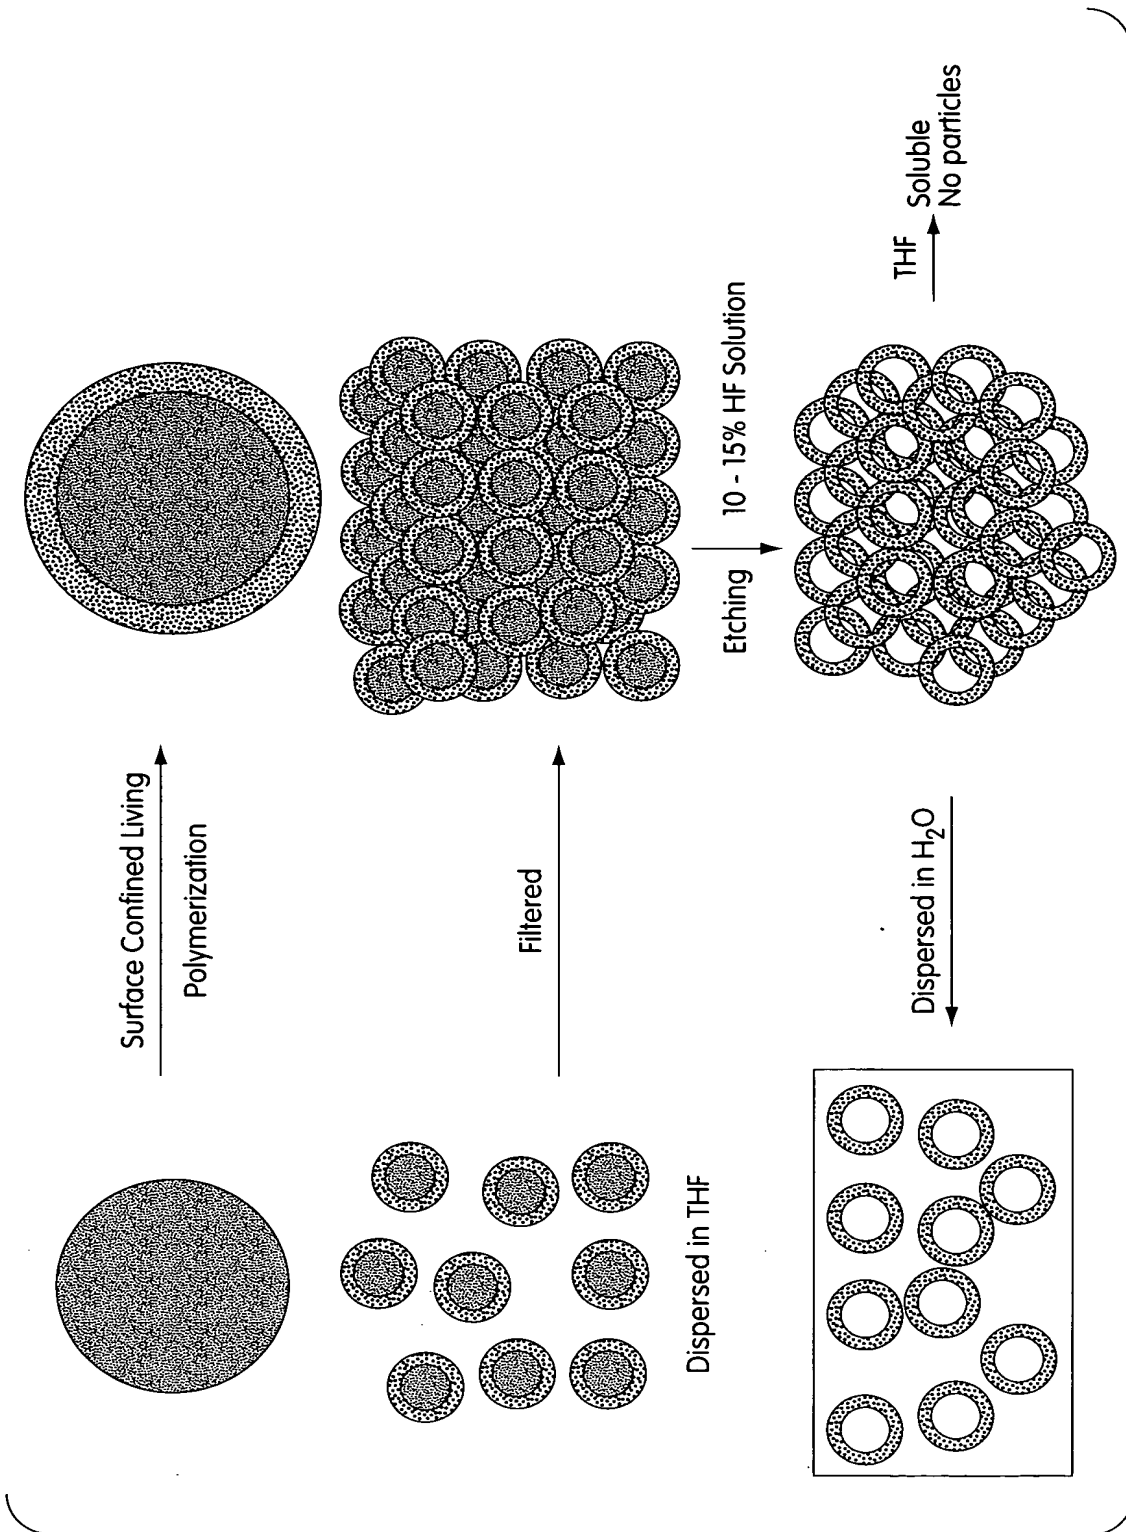 Surface Confined Living
Polymerization
Dispersed in THF
Filtered
Etching
10 - 15% HF Solution
Dispersed in H₂O
THF
Soluble
No particles